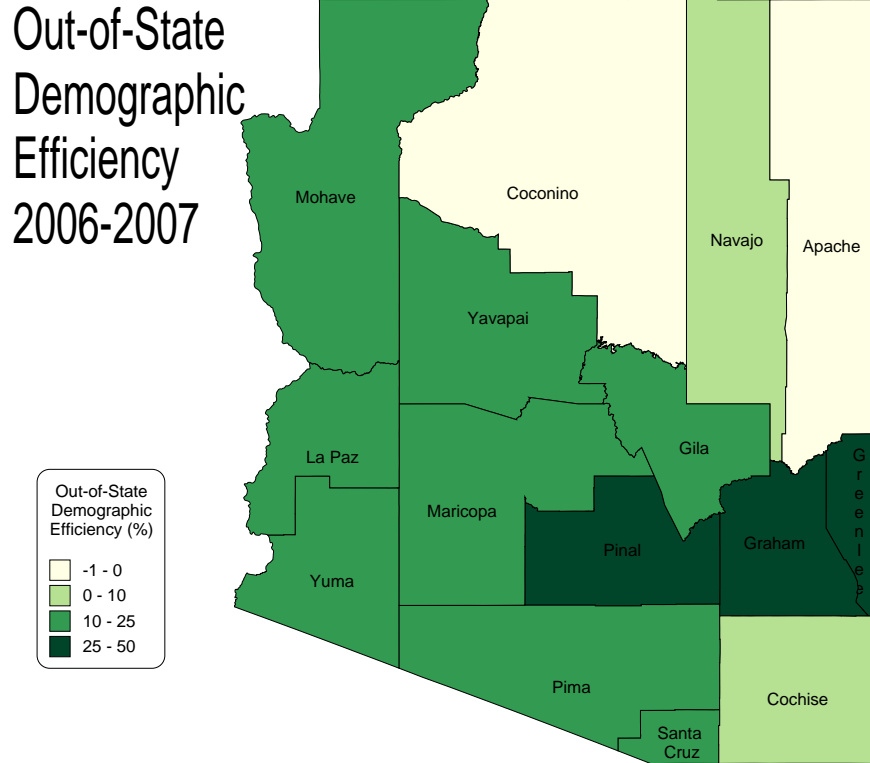 Out-of-State
Demographic
Efficiency
2006-2007
Mohave
Coconino
Navajo
Apache
Yavapai
La Paz
Gila
Greenlee
Maricopa
Pinal
Graham
Yuma
Pima
Cochise
Santa
Cruz
Out-of-State
Demographic
Efficiency (%)
-1 - 0
0 - 10
10 - 25
25 - 50